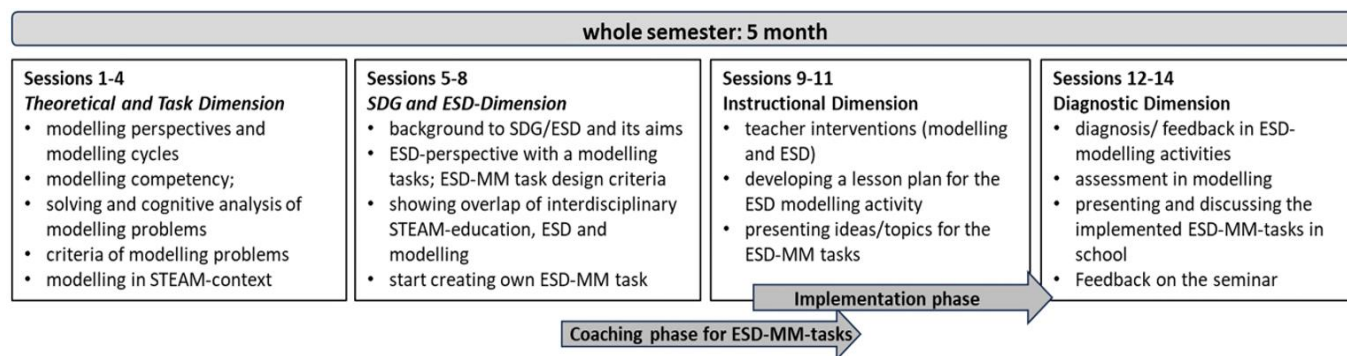 whole semester: 5 month
Sessions 1-4
Theoretical and Task Dimension
• modelling perspectives and
modelling cycles
• modelling competency;
• solving and cognitive analysis of
modelling problems
• criteria of modelling problems
• modelling in STEAM-context
Sessions 5-8
SDG and ESD-Dimension
• background to SDG/ESD and its aims
• ESD-perspective with a modelling
tasks; ESD-MM task design criteria
• showing overlap of interdisciplinary
STEAM-education, ESD and
modelling
• start creating own ESD-MM task
Sessions 9-11
Instructional Dimension
• teacher interventions (modelling
and ESD)
• developing a lesson plan for the
ESD modelling activity
• presenting ideas/topics for the
ESD-MM tasks
Sessions 12-14
Diagnostic Dimension
• diagnosis/ feedback in ESD-
modelling activities
• assessment in modelling
• presenting and discussing the
implemented ESD-MM-tasks in
school
• Feedback on the seminar
Implementation phase
Coaching phase for ESD-MM-tasks